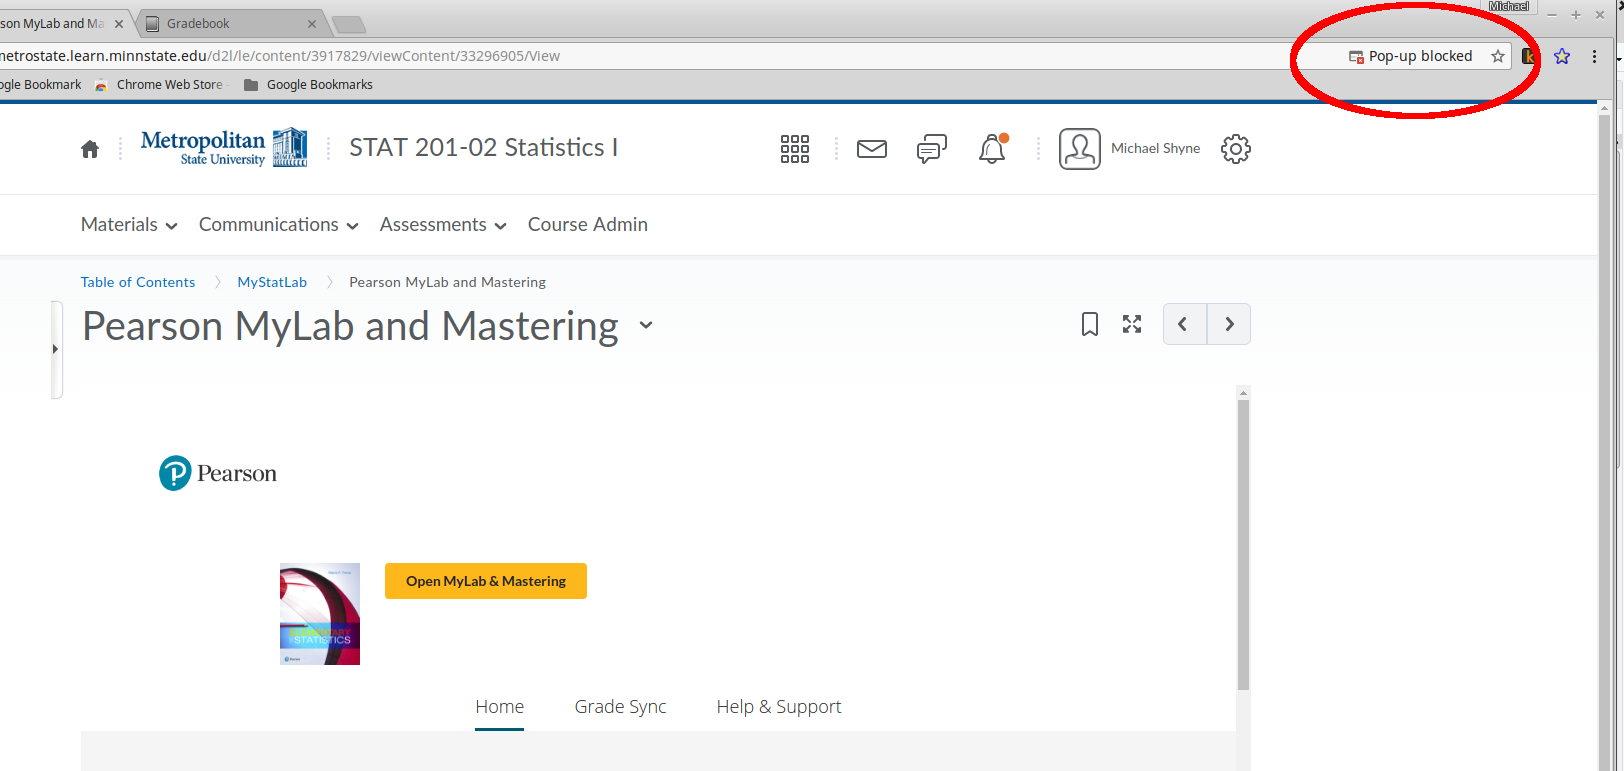 Michael
son MyLab and Ma
Gradebook
metrostate.learn.minnstate.edu/d2l/le/content/3917829/viewContent/33296905/View
Pop-up blocked
k
ogle Bookmark
Chrome Web Store
Google Bookmarks
Metropolitan
State University
STAT 201-02 Statistics I
Michael Shyne
Materials
Communications
Assessments
Course Admin
Table of Contents
MyStatLab
Pearson MyLab and Mastering
Pearson MyLab and Mastering
Pearson
Open MyLab & Mastering
ELEMENTARY
STATISTICS
Pearson
Home
Grade Sync
Help & Support